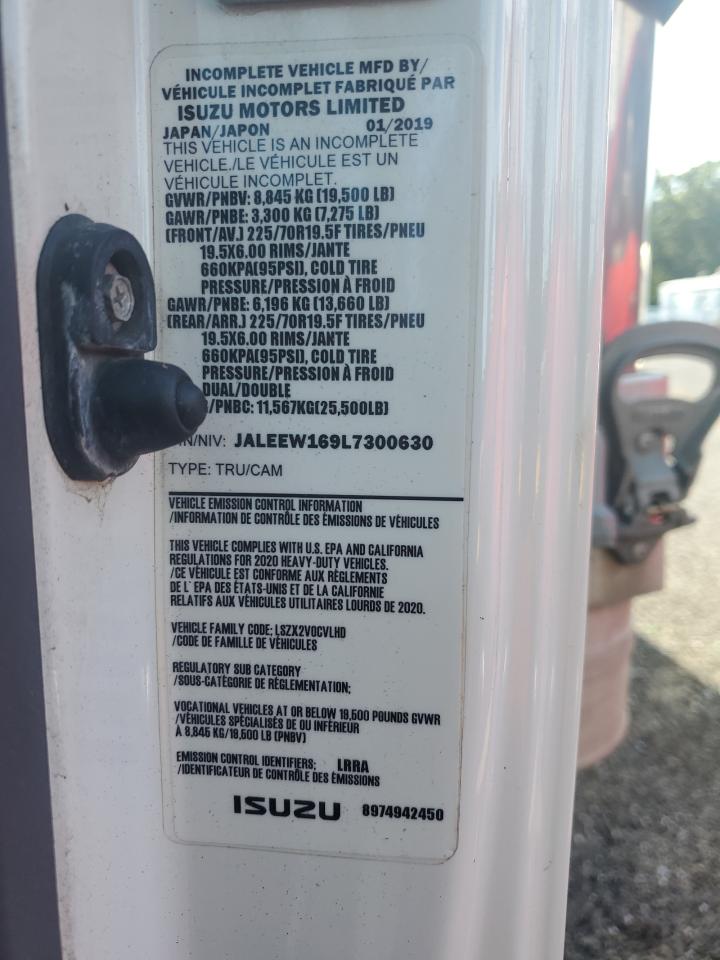 INCOMPLETE VEHICLE MFD BY/
VÉHICULE INCOMPLET FABRIQUÉ PAR
ISUZU MOTORS LIMITED
JAPAN/JAPON 01/2019
THIS VEHICLE IS AN INCOMPLETE
VEHICLE./LE VÉHICULE EST UN
VÉHICULE INCOMPLET.
GVWR/PNBV: 8,845 KG (19,500 LB)
GAWR/PNBE: 3,300 KG (7,275 LB)
(FRONT/AV.) 225/70R19.5F TIRES/PNEU
19.5X6.00 RIMS/JANTE
660KPA(95PSI), COLD TIRE
PRESSURE/PRESSION À FROID
GAWR/PNBE: 6,196 KG (13,660 LB)
(REAR/ARR.) 225/70R19.5F TIRES/PNEU
19.5X6.00 RIMS/JANTE
660KPA(95PSI), COLD TIRE
PRESSURE/PRESSION À FROID
DUAL/DOUBLE
/PNBC: 11,567KG(25,500LB)
IN/NIV: JALEEW169L7300630
TYPE: TRU/CAM
VEHICLE EMISSION CONTROL INFORMATION
/INFORMATION DE CONTRÔLE DES ÉMISSIONS DE VÉHICULES
THIS VEHICLE COMPLIES WITH U.S. EPA AND CALIFORNIA
REGULATIONS FOR 2020 HEAVY-DUTY VEHICLES.
/CE VÉHICULE EST CONFORME AUX RÈGLEMENTS
DE L' EPA DES ÉTATS-UNIS ET DE LA CALIFORNIE
RELATIFS AUX VÉHICULES UTILITAIRES LOURDS DE 2020.
VEHICLE FAMILY CODE: LSZX2VOCVLHD
/CODE DE FAMILLE DE VÉHICULES
REGULATORY SUB CATEGORY
/SOUS-CATÉGORIE DE RÈGLEMENTATION;
VOCATIONAL VEHICLES AT OR BELOW 19,500 POUNDS GVWR
/VÉHICULES SPÉCIALISÉS DE OU INFÉRIEUR
À 8,845 KG/19,500 LB (PNBV)
EMISSION CONTROL IDENTIFIERS: LRRA
/IDENTIFICATEUR DE CONTRÔLE DES ÉMISSIONS
ISUZU 8974942450